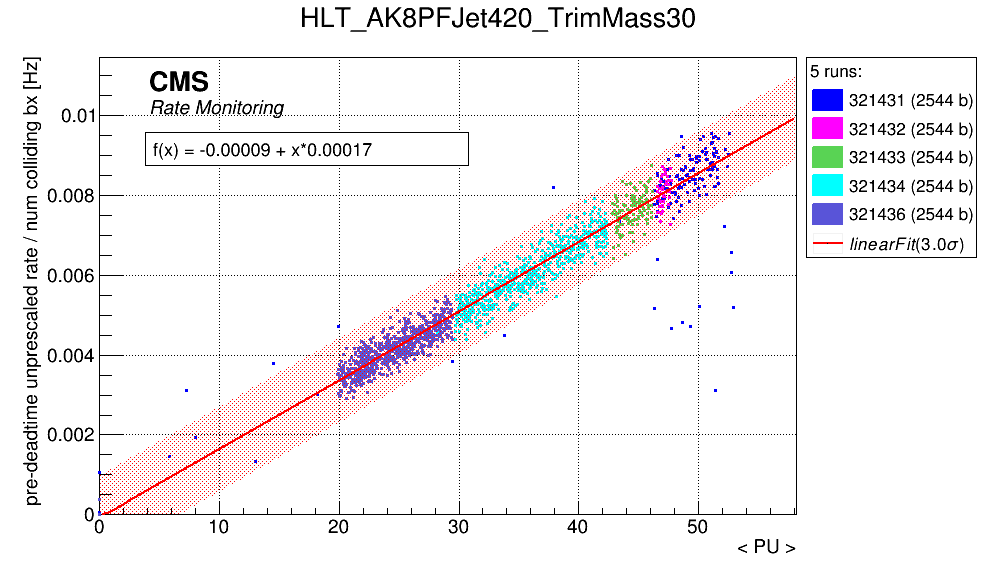 HLT_AK8PFJet420_TrimMass30
pre-deadtime unprescaled rate / num colliding bx [Hz]
CMS
Rate Monitoring
f(x) = -0.00009 + x*0.00017
0.01
0.008
0.006
0.004
0.002
0
0 10 20 30 40 50
< PU >
5 runs:
321431 (2544 b)
321432 (2544 b)
321433 (2544 b)
321434 (2544 b)
321436 (2544 b)
linearFit(3.0σ)